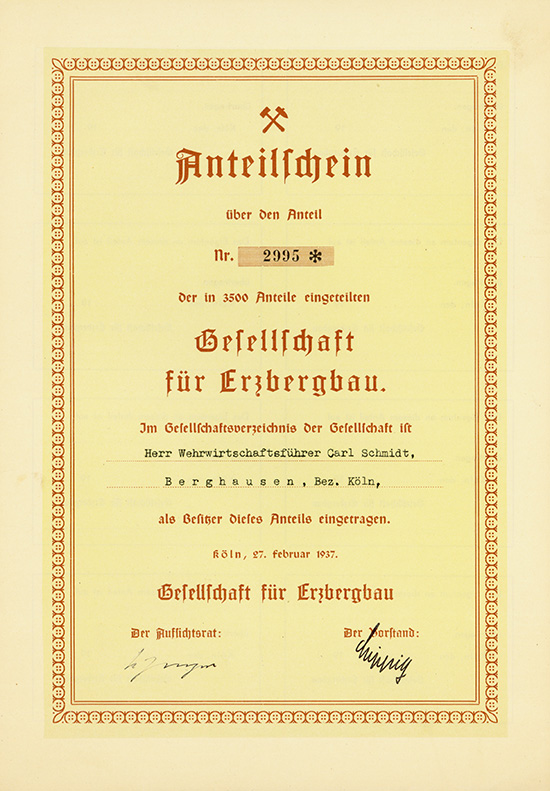 Anteilschein
über den Anteil
Nr. 2995 ✻
der in 3500 Anteile eingeteilten
Gesellschaft
für Erzbergbau.
Im Gesellschaftsverzeichnis der Gesellschaft ist
Herr Wehrwirtschaftsführer Carl Schmidt,
Berghausen, Bez. Köln,
als Besitzer dieses Anteils eingetragen.
Köln, 27. Februar 1937.
Gesellschaft für Erzbergbau
Der Aufsichtsrat: Der Vorstand: